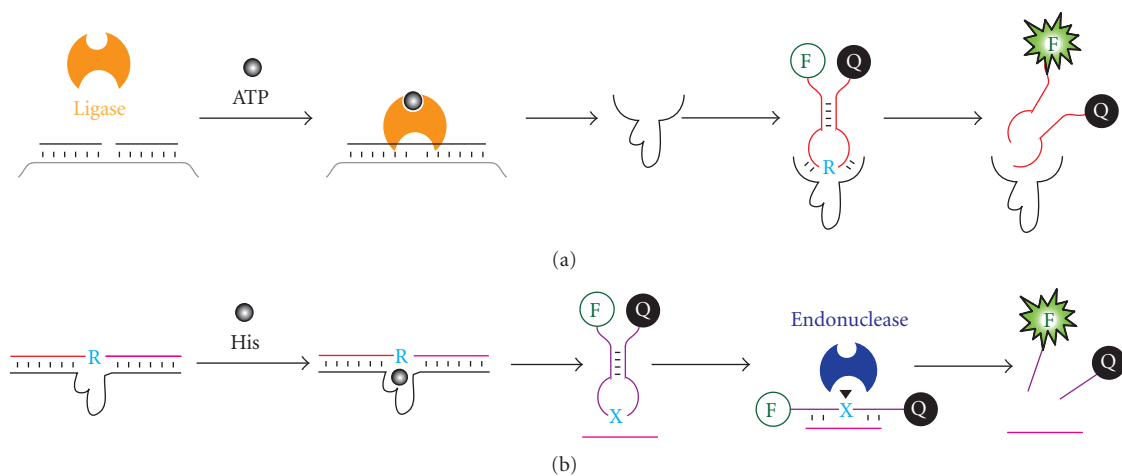 F
F Q
Ligase
ATP
Q
R
(a)
F Q
His
Endonuclease
F
R
R
Q
F X Q
X
(b)